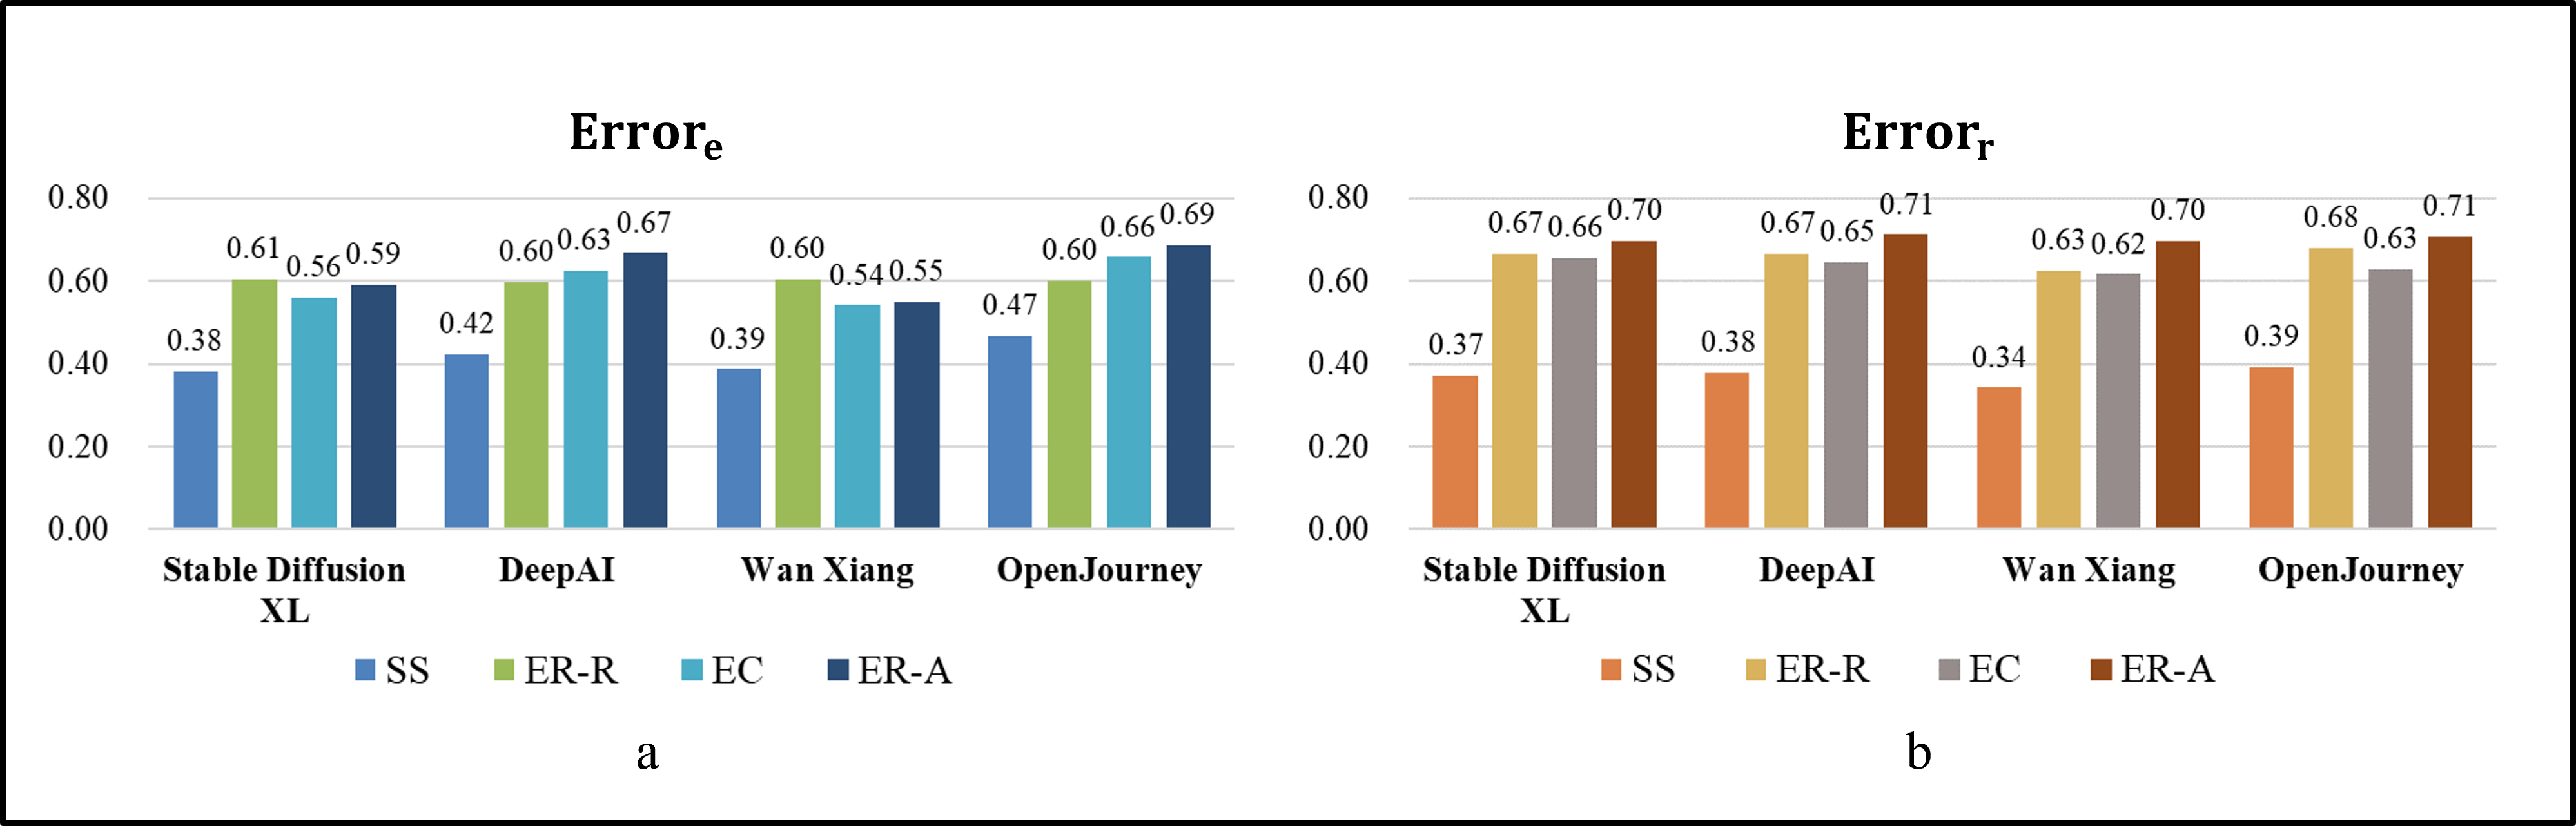 Errorₑ
0.80
0.60
0.40
0.20
0.00
0.38 0.61 0.56 0.59
0.42 0.60 0.63 0.67
0.39 0.60 0.54 0.55
0.47 0.60 0.66 0.69
Stable Diffusion XL DeepAI Wan Xiang OpenJourney
SS ER-R EC ER-A
a
Errorᵣ
0.80
0.60
0.40
0.20
0.00
0.37 0.67 0.66 0.70
0.38 0.67 0.65 0.71
0.34 0.63 0.62 0.70
0.39 0.68 0.63 0.71
Stable Diffusion XL DeepAI Wan Xiang OpenJourney
SS ER-R EC ER-A
b